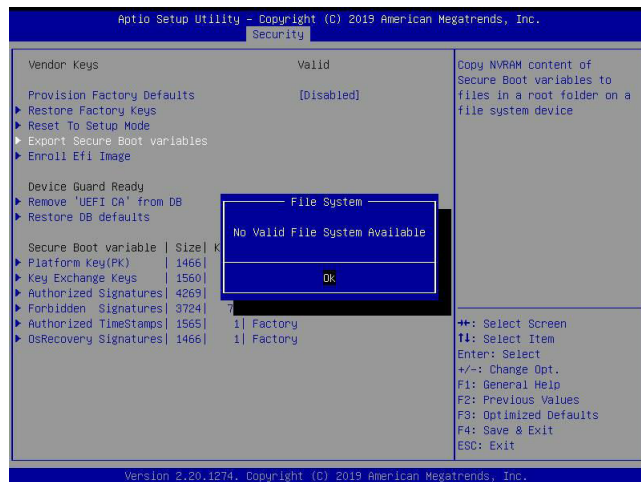 Aptio Setup Utility – Copyright (C) 2019 American Megatrends, Inc.
Security
Vendor Keys Valid
Provision Factory Defaults [Disabled]
Restore Factory Keys
Reset To Setup Mode
Export Secure Boot variables
Enroll Efi Image
Device Guard Ready
Remove 'UEFI CA' from DB
Restore DB defaults
Secure Boot variable | Size| K
Platform Key(PK) | 1466|
Key Exchange Keys | 1560|
Authorized Signatures| 4269|
Forbidden Signatures| 3724| 7
Authorized TimeStamps| 1565| 1| Factory
OsRecovery Signatures| 1466| 1| Factory
File System
No Valid File System Available
Ok
Copy NVRAM content of
Secure Boot variables to
files in a root folder on a
file system device
→←: Select Screen
↑↓: Select Item
Enter: Select
+/-: Change Opt.
F1: General Help
F2: Previous Values
F3: Optimized Defaults
F4: Save & Exit
ESC: Exit
Version 2.20.1274. Copyright (C) 2019 American Megatrends, Inc.